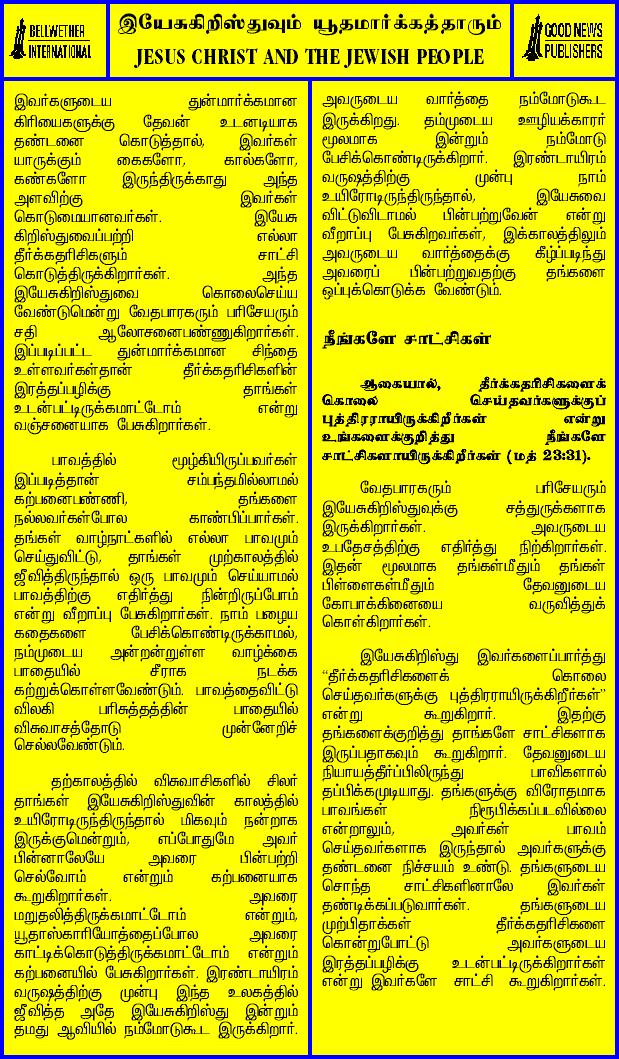 BELLWETHER
INTERNATIONAL
இயேசுகிறிஸ்துவும் யூதமார்க்கத்தாரும்
JESUS CHRIST AND THE JEWISH PEOPLE
GOOD NEWS
PUBLISHERS
இவர்களுடைய துன்மார்க்கமான
கிரியைகளுக்கு தேவன் உடனடியாக
தண்டனை கொடுத்தால், இவர்கள்
யாருக்கும் கைகளோ, கால்களோ,
கண்களோ இருந்திருக்காது அந்த
அளவிற்கு இவர்கள்
கொடுமையானவர்கள். இயேசு
கிறிஸ்துவைப்பற்றி எல்லா
தீர்க்கதரிசிகளும் சாட்சி
கொடுத்திருக்கிறார்கள். அந்த
இயேசுகிறிஸ்துவை கொலைசெய்ய
வேண்டுமென்று வேதபாரகரும் பரிசேயரும்
சதி ஆலோசனைபண்ணுகிறார்கள்.
இப்படிப்பட்ட துன்மார்க்கமான சிந்தை
உள்ளவர்கள்தான் தீர்க்கதரிசிகளின்
இரத்தப்பழிக்கு தாங்கள்
உடன்பட்டிருக்கமாட்டோம் என்று
வஞ்சனையாக பேசுகிறார்கள்.
பாவத்தில் மூழ்கியிருப்பவர்கள்
இப்படித்தான் சம்பந்தமில்லாமல்
கற்பனைபண்ணி, தங்களை
நல்லவர்கள்போல காண்பிப்பார்கள்.
தங்கள் வாழ்நாட்களில் எல்லா பாவமும்
செய்துவிட்டு, தாங்கள் முற்காலத்தில்
ஜீவித்திருந்தால் ஒரு பாவமும் செய்யாமல்
பாவத்திற்கு எதிர்த்து நின்றிருப்போம்
என்று வீறாப்பு பேசுகிறார்கள். நாம் பழைய
கதைகளை பேசிக்கொண்டிருக்காமல்,
நம்முடைய அன்றன்றுள்ள வாழ்க்கை
பாதையில் சீராக நடக்க
கற்றுக்கொள்ளவேண்டும். பாவத்தைவிட்டு
விலகி பரிசுத்தத்தின் பாதையில்
விசுவாசத்தோடு முன்னேறிச்
செல்லவேண்டும்.
தற்காலத்தில் விசுவாசிகளில் சிலர்
தாங்கள் இயேசுகிறிஸ்துவின் காலத்தில்
உயிரோடிருந்திருந்தால் மிகவும் நன்றாக
இருக்குமென்றும், எப்போதுமே அவர்
பின்னாலேயே அவரை பின்பற்றி
செல்வோம் என்றும் கற்பனையாக
கூறுகிறார்கள். அவரை
மறுதலித்திருக்கமாட்டோம் என்றும்,
யூதாஸ்காரியோத்தைப்போல அவரை
காட்டிக்கொடுத்திருக்கமாட்டோம் என்றும்
கற்பனையில் பேசுகிறார்கள். இரண்டாயிரம்
வருஷத்திற்கு முன்பு இந்த உலகத்தில்
ஜீவித்த அதே இயேசுகிறிஸ்து இன்றும்
தமது ஆவியில் நம்மோடுகூட இருக்கிறார்.
அவருடைய வார்த்தை நம்மோடுகூட
இருக்கிறது. தம்முடைய ஊழியக்காரர்
மூலமாக இன்றும் நம்மோடு
பேசிக்கொண்டிருக்கிறார். இரண்டாயிரம்
வருஷத்திற்கு முன்பு நாம்
உயிரோடிருந்திருந்தால், இயேசுவை
விட்டுவிடாமல் பின்பற்றுவேன் என்று
வீறாப்பு பேசுகிறவர்கள், இக்காலத்திலும்
அவருடைய வார்த்தைக்கு கீழ்ப்படிந்து
அவரைப் பின்பற்றுவதற்கு தங்களை
ஒப்புக்கொடுக்க வேண்டும்.
நீங்களே சாட்சிகள்
ஆகையால், தீர்க்கதரிசிகளைக்
கொலை செய்தவர்களுக்குப்
புத்திரராயிருக்கிறீர்கள் என்று
உங்களைக்குறித்து நீங்களே
சாட்சிகளாயிருக்கிறீர்கள் (மத் 23:31).
வேதபாரகரும் பரிசேயரும்
இயேசுகிறிஸ்துவுக்கு சத்துருக்களாக
இருக்கிறார்கள். அவருடைய
உபதேசத்திற்கு எதிர்த்து நிற்கிறார்கள்.
இதன் மூலமாக தங்கள்மீதும் தங்கள்
பிள்ளைகள்மீதும் தேவனுடைய
கோபாக்கினையை வருவித்துக்
கொள்கிறார்கள்.
இயேசுகிறிஸ்து இவர்களைப்பார்த்து
“தீர்க்கதரிசிகளைக் கொலை
செய்தவர்களுக்கு புத்திரராயிருக்கிறீர்கள்”
என்று கூறுகிறார். இதற்கு
தங்களைக்குறித்து தாங்களே சாட்சிகளாக
இருப்பதாகவும் கூறுகிறார். தேவனுடைய
நியாயத்தீர்ப்பிலிருந்து பாவிகளால்
தப்பிக்கமுடியாது. தங்களுக்கு விரோதமாக
பாவங்கள் நிரூபிக்கப்படவில்லை
என்றாலும், அவர்கள் பாவம்
செய்தவர்களாக இருந்தால் அவர்களுக்கு
தண்டனை நிச்சயம் உண்டு. தங்களுடைய
சொந்த சாட்சிகளினாலே இவர்கள்
தண்டிக்கப்படுவார்கள். தங்களுடைய
முற்பிதாக்கள் தீர்க்கதரிசிகளை
கொன்றுபோட்டு அவர்களுடைய
இரத்தப்பழிக்கு உடன்பட்டிருக்கிறார்கள்
என்று இவர்களே சாட்சி கூறுகிறார்கள்.